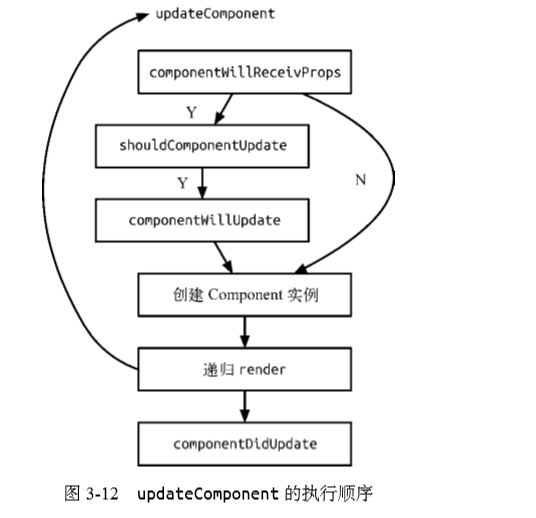 updateComponent
componentWillReceivProps
Y
shouldComponentUpdate
Y
N
componentWillUpdate
创建 Component 实例
递归 render
componentDidUpdate
图 3-12 updateComponent 的执行顺序